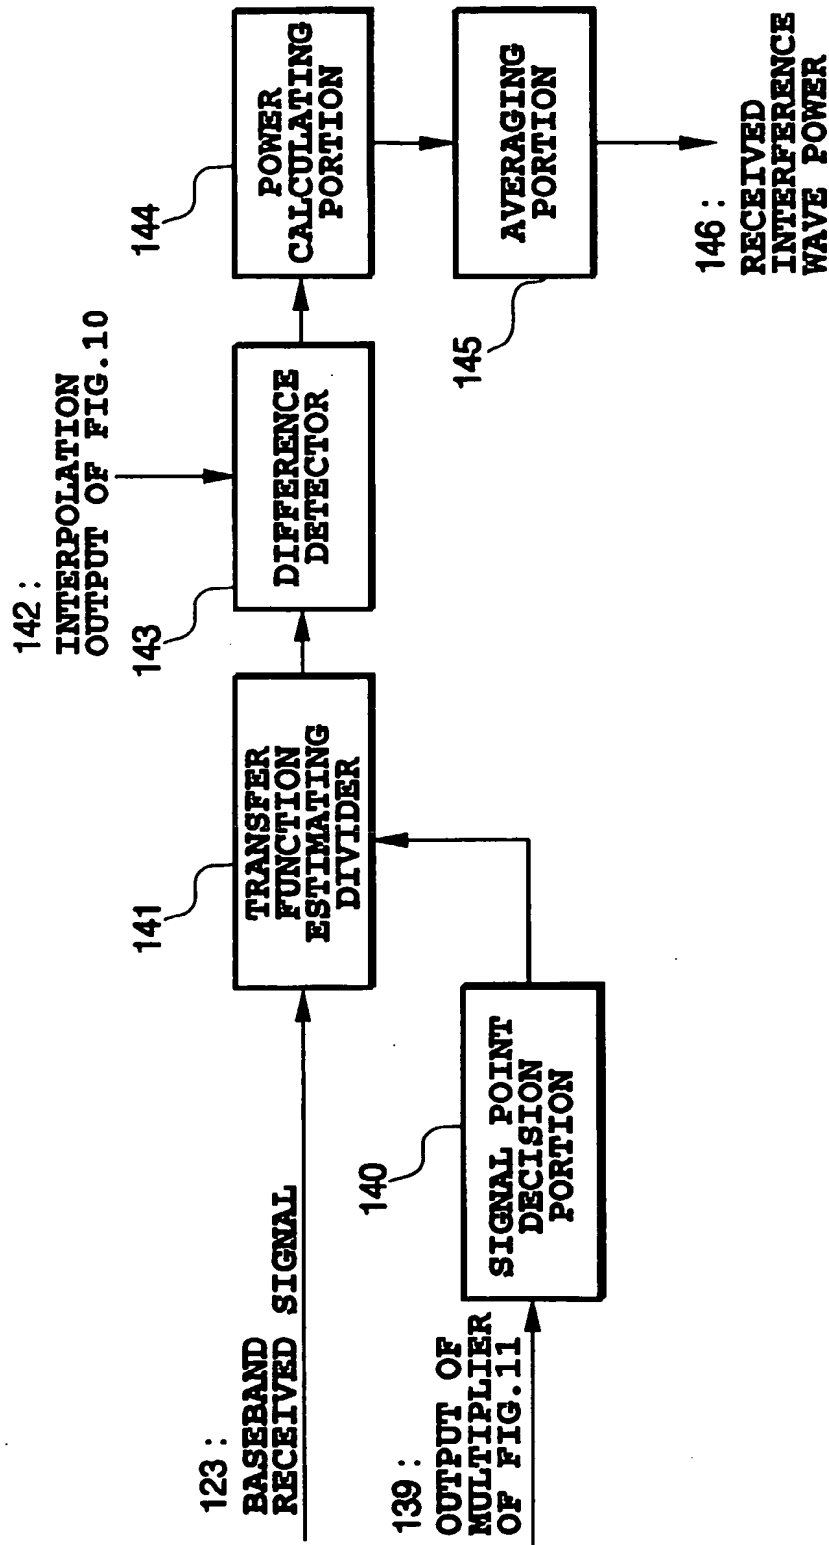 123:
BASEBAND
RECEIVED SIGNAL
139:
OUTPUT OF
MULTIPLIER
OF FIG.11
140
SIGNAL POINT
DECISION
PORTION
141
TRANSFER
FUNCTION
ESTIMATING
DIVIDER
142:
INTERPOLATION
OUTPUT OF FIG.10
143
DIFFERENCE
DETECTOR
144
POWER
CALCULATING
PORTION
145
AVERAGING
PORTION
146:
RECEIVED
INTERFERENCE
WAVE POWER